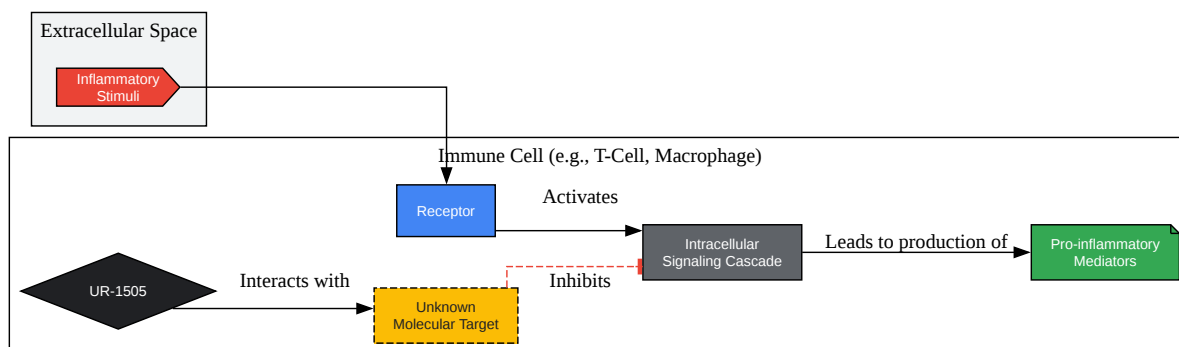 Extracellular Space
Inflammatory
Stimuli
Immune Cell (e.g., T-Cell, Macrophage)
Receptor
Activates
Intracellular
Signaling Cascade
Leads to production of
Pro-inflammatory
Mediators
UR-1505
Interacts with
Unknown
Molecular Target
Inhibits